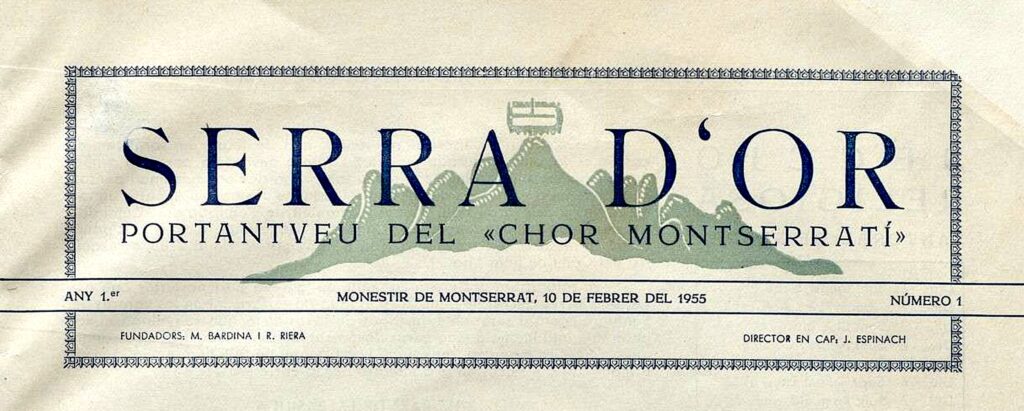 SERRA D'OR
PORTANTVEU DEL «CHOR MONTSERRATÍ»
ANY 1.er MONESTIR DE MONTSERRAT, 10 DE FEBRER DEL 1955 NÚMERO 1
FUNDADORS: M. BARDINA I R. RIERA DIRECTOR EN CAP: J. ESPINACH